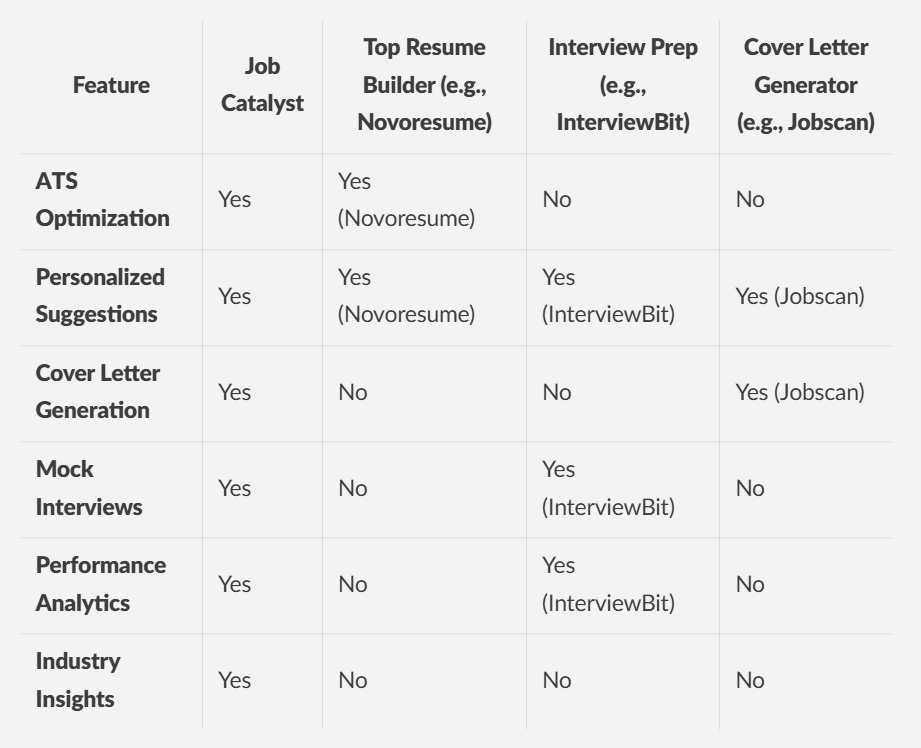 Feature
Job
Catalyst
Top Resume
Builder (e.g.,
Novoresume)
Interview Prep
(e.g.,
InterviewBit)
Cover Letter
Generator
(e.g., Jobscan)
ATS
Optimization
Yes
Yes
(Novoresume)
No
No
Personalized
Suggestions
Yes
Yes
(Novoresume)
Yes
(InterviewBit)
Yes (Jobscan)
Cover Letter
Generation
Yes
No
No
Yes (Jobscan)
Mock
Interviews
Yes
No
Yes
(InterviewBit)
No
Performance
Analytics
Yes
No
Yes
(InterviewBit)
No
Industry
Insights
Yes
No
No
No